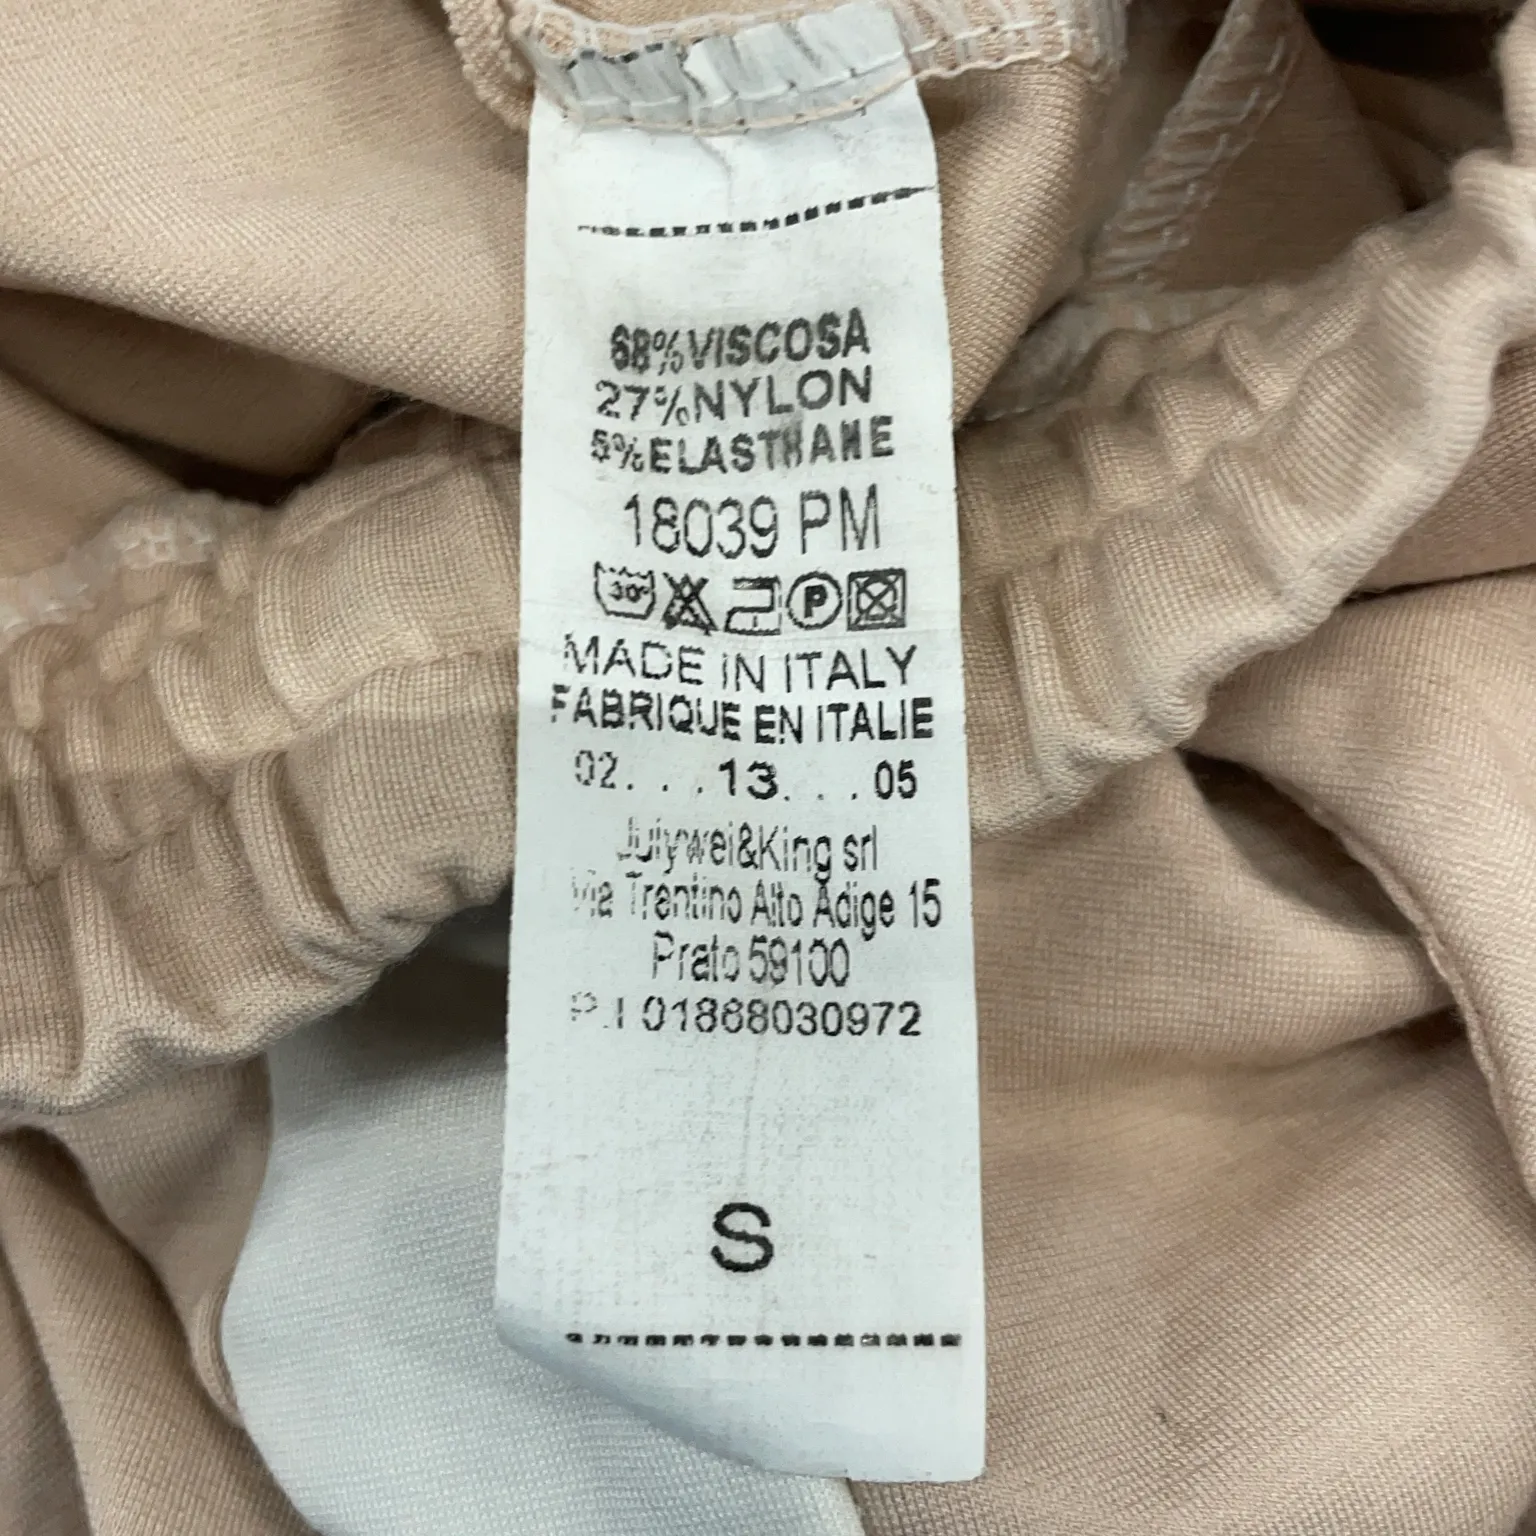 68%VISCOSA
27%NYLON
5%ELASTHANE
18039 PM
30° P
MADE IN ITALY
FABRIQUE EN ITALIE
02. . .13. . .05
Julywei&King srl
Via Trentino Alto Adige 15
Prato 59100
P.I 01868030972
S